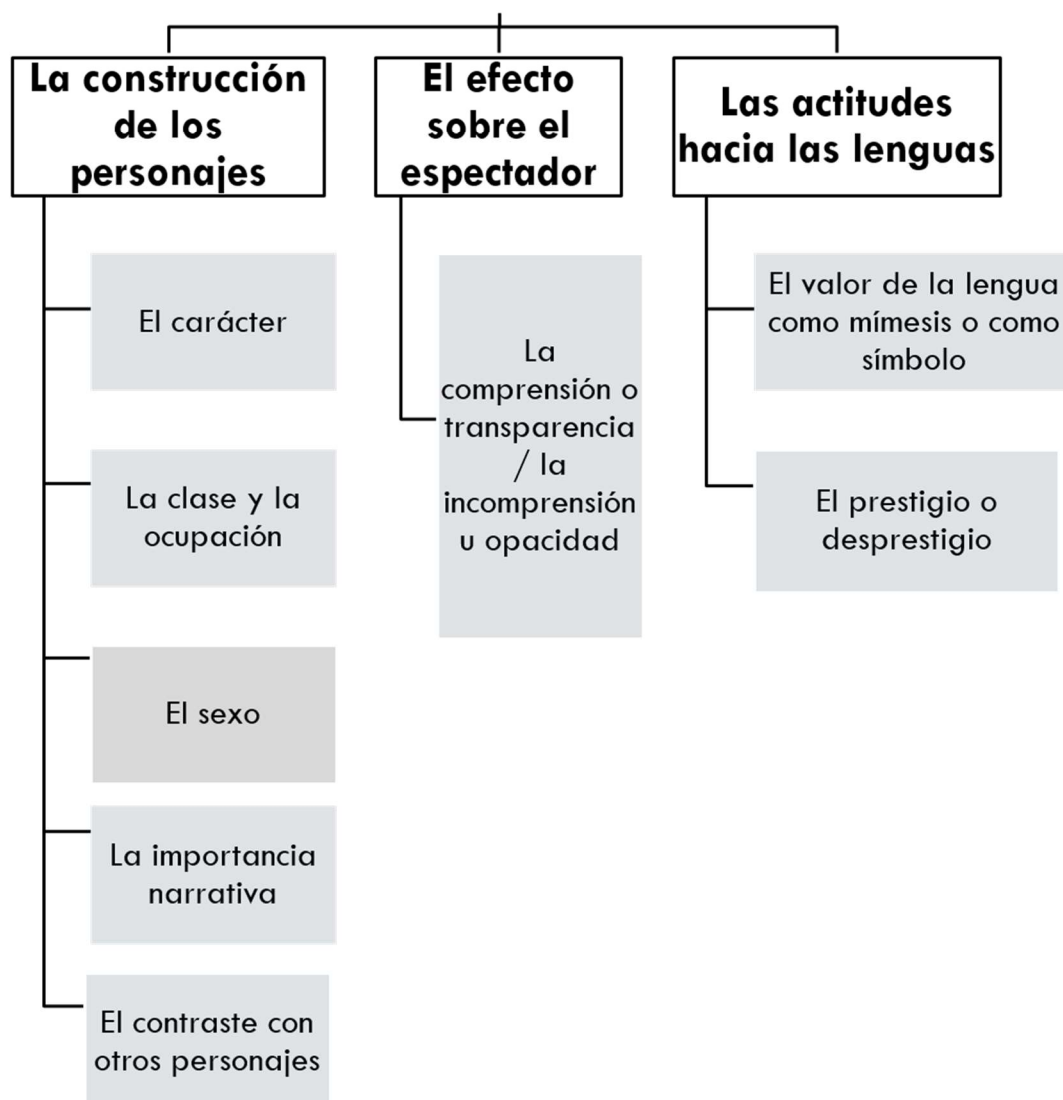 La construcción
de los
personajes
El carácter
La clase y la
ocupación
El sexo
La importancia
narrativa
El contraste con
otros personajes
El efecto
sobre el
espectador
La
comprensión o
transparencia
/ la
incomprensión
u opacidad
Las actitudes
hacia las lenguas
El valor de la lengua
como mímesis o como
símbolo
El prestigio o
desprestigio